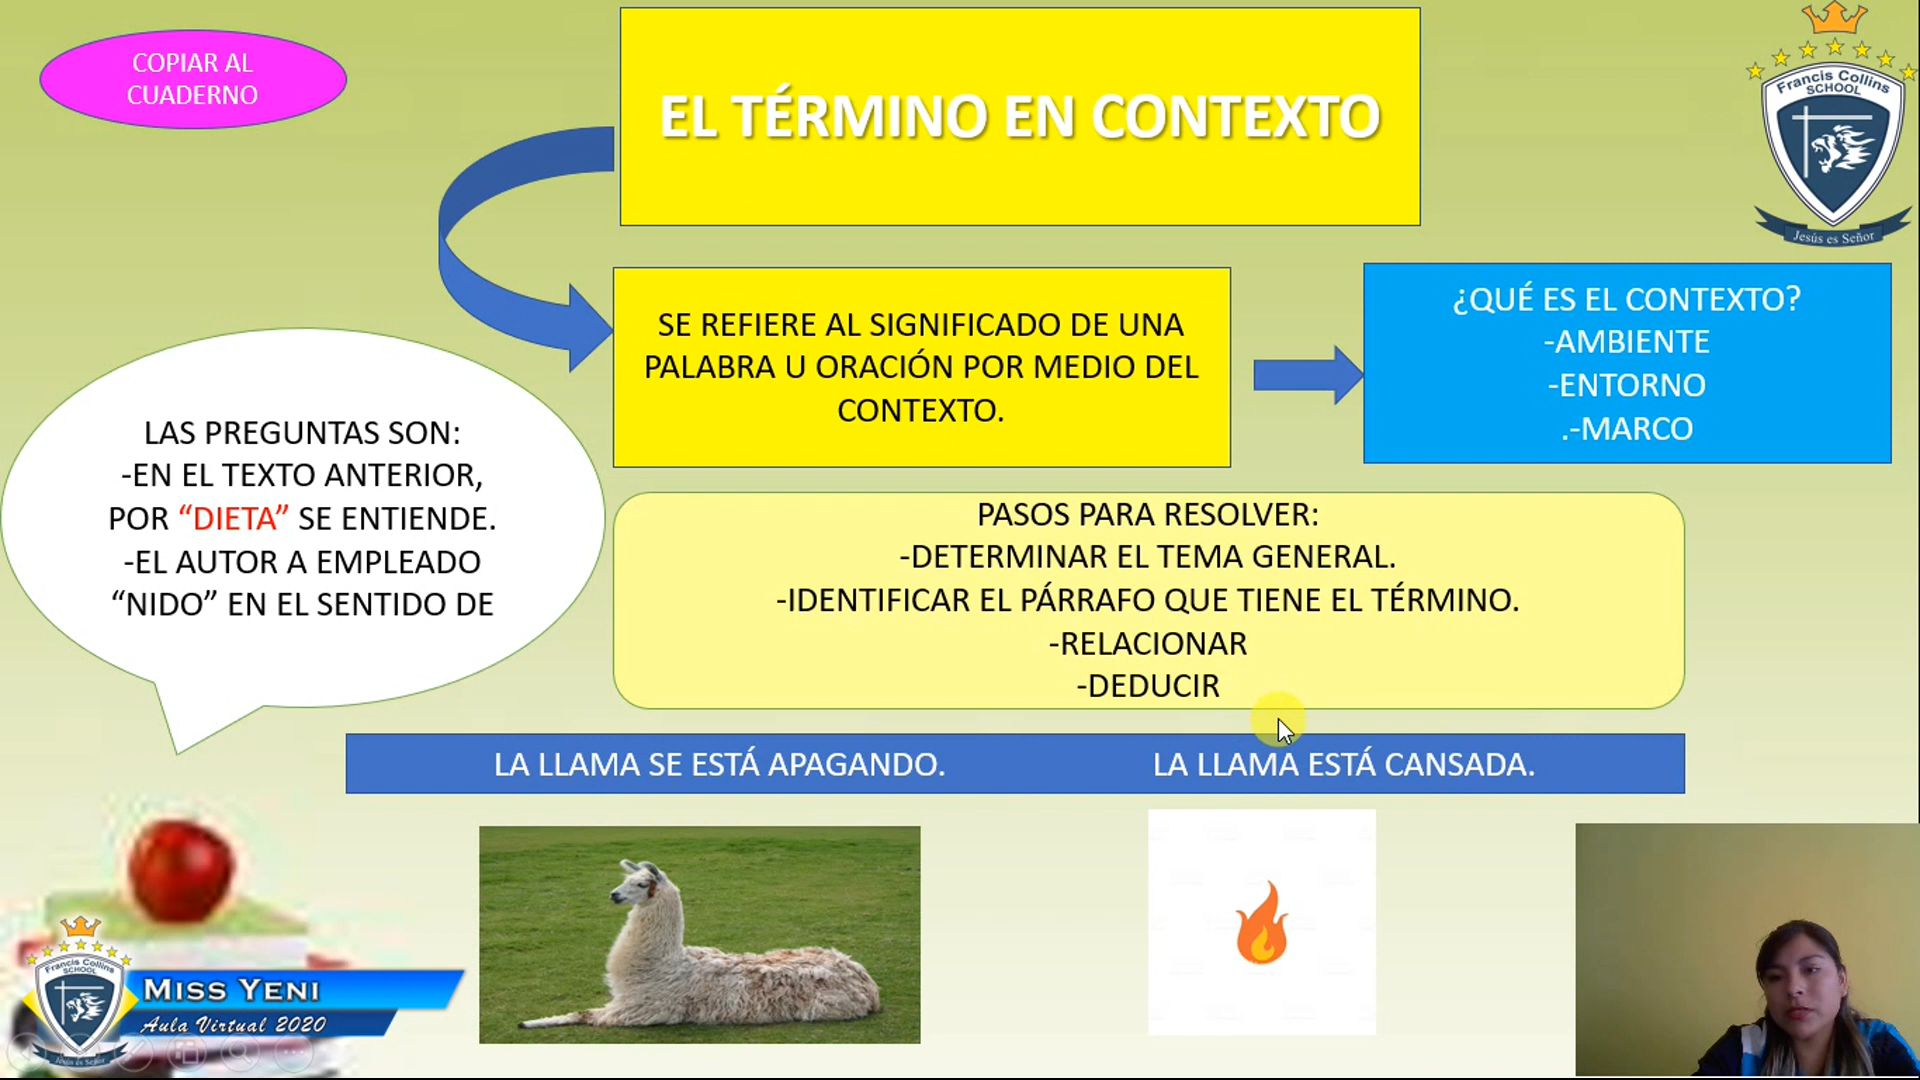 COPIAR AL
CUADERNO
EL TÉRMINO EN CONTEXTO
Francis Collins
SCHOOL
Jesús es Señor
SE REFIERE AL SIGNIFICADO DE UNA
PALABRA U ORACIÓN POR MEDIO DEL
CONTEXTO.
¿QUÉ ES EL CONTEXTO?
-AMBIENTE
-ENTORNO
.-MARCO
LAS PREGUNTAS SON:
-EN EL TEXTO ANTERIOR,
POR “DIETA” SE ENTIENDE.
-EL AUTOR A EMPLEADO
“NIDO” EN EL SENTIDO DE
PASOS PARA RESOLVER:
-DETERMINAR EL TEMA GENERAL.
-IDENTIFICAR EL PÁRRAFO QUE TIENE EL TÉRMINO.
-RELACIONAR
-DEDUCIR
LA LLAMA SE ESTÁ APAGANDO. LA LLAMA ESTÁ CANSADA.
Francis Collins
SCHOOL
MISS YENI
Aula Virtual 2020
Jesús es Señor